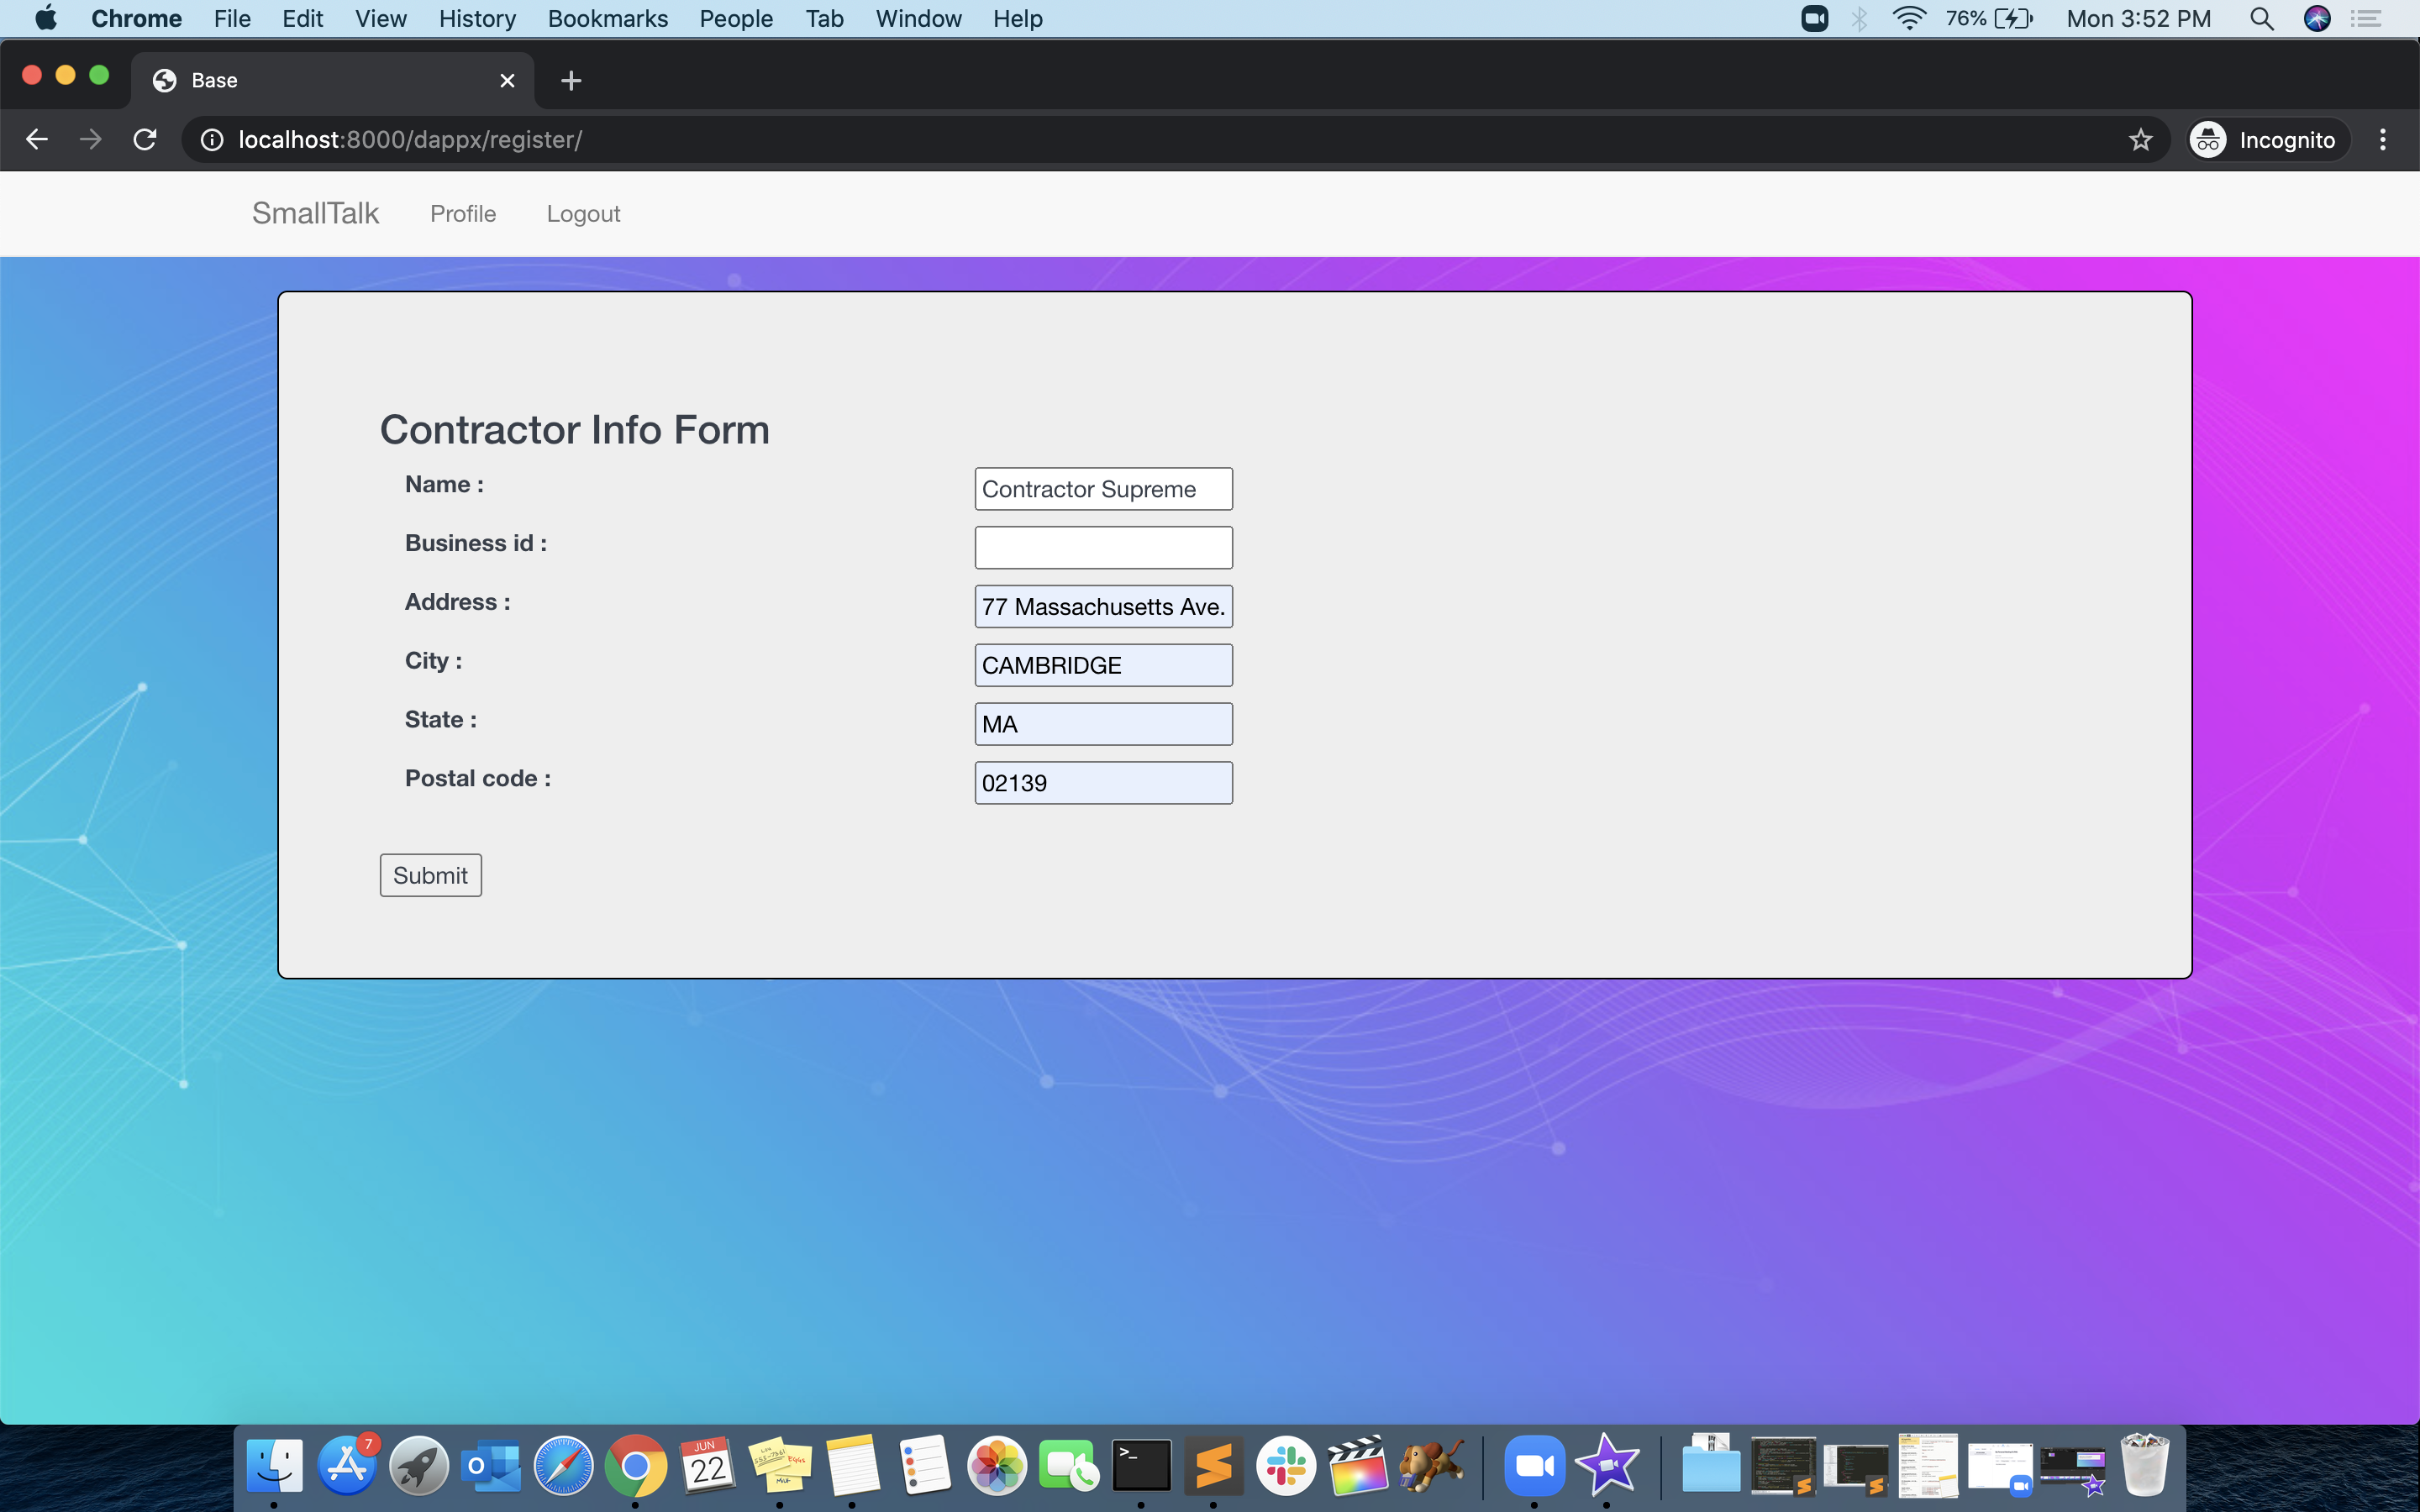 Chrome File Edit View History Bookmarks People Tab Window Help 76% Mon 3:52 PM
Base
localhost:8000/dappx/register/ Incognito
SmallTalk Profile Logout
Contractor Info Form
Name : Contractor Supreme
Business id :
Address : 77 Massachusetts Ave.
City : CAMBRIDGE
State : MA
Postal code : 02139
Submit
7
JUN
22